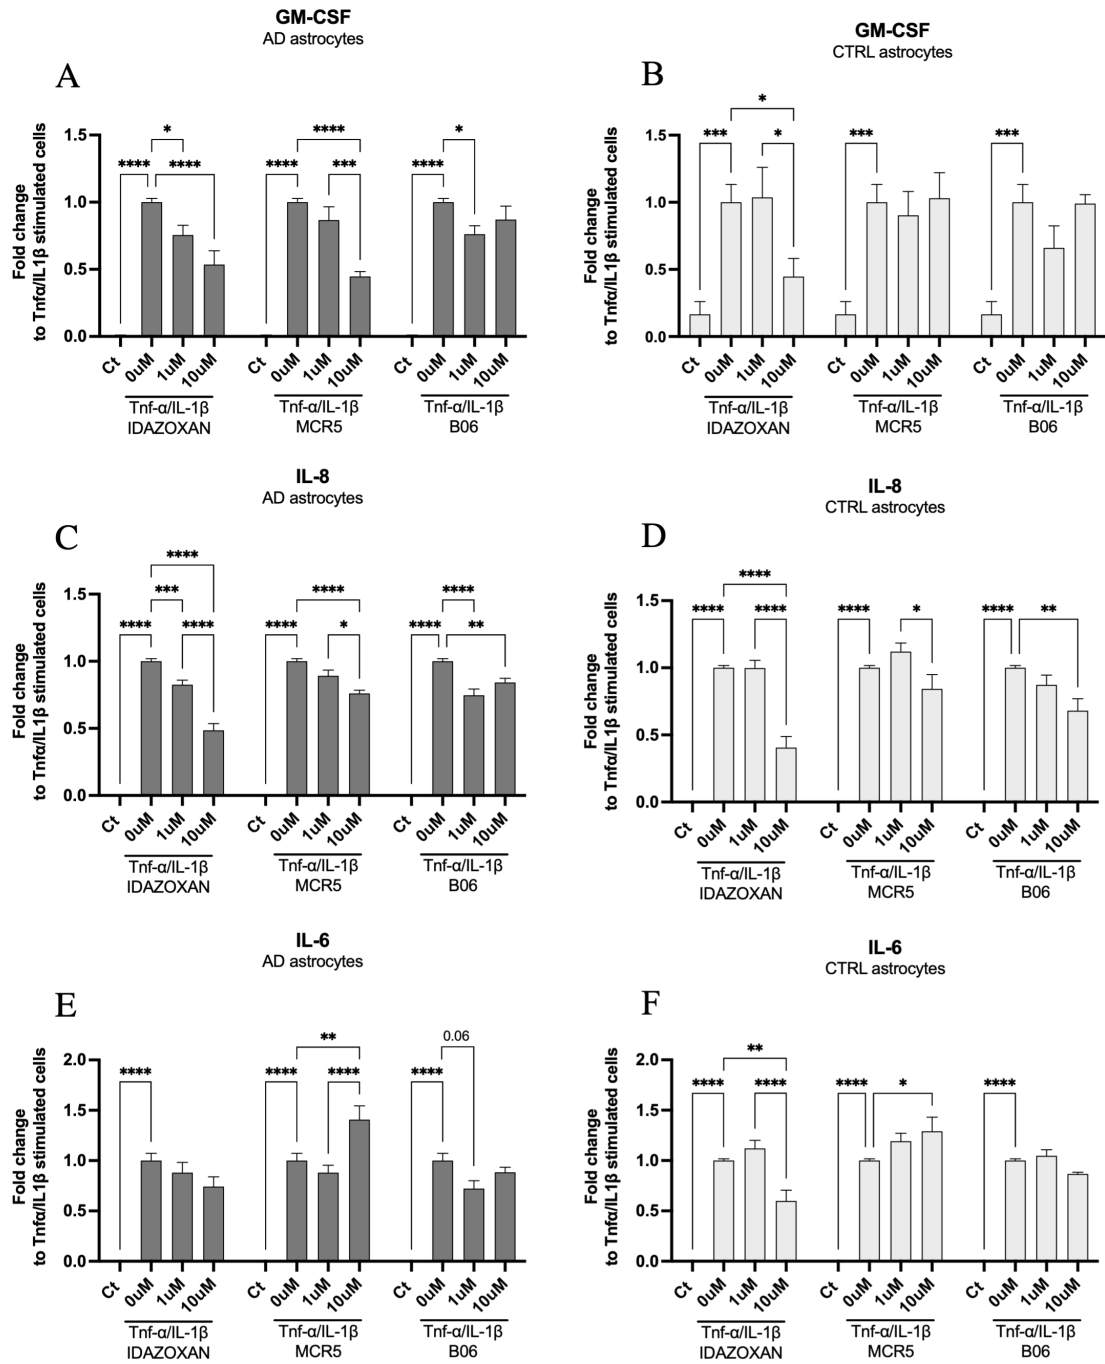 GM-CSF
AD astrocytes
A
Fold change
to Tnfα/IL1β stimulated cells
1.5
1.0
0.5
0.0
* **** ****
**** **** ***
* ****
Ct 0uM 1uM 10uM Ct 0uM 1uM 10uM Ct 0uM 1uM 10uM
Tnf-α/IL-1β Tnf-α/IL-1β Tnf-α/IL-1β
IDAZOXAN MCR5 B06
GM-CSF
CTRL astrocytes
B
Fold change
to Tnfα/IL1β stimulated cells
1.5
1.0
0.5
0.0
*
*** * *** ***
Ct 0uM 1uM 10uM Ct 0uM 1uM 10uM Ct 0uM 1uM 10uM
Tnf-α/IL-1β Tnf-α/IL-1β Tnf-α/IL-1β
IDAZOXAN MCR5 B06
IL-8
AD astrocytes
C
Fold change
to Tnfα/IL1β stimulated cells
1.5
1.0
0.5
0.0
****
*** **** ****
**** **** **** * **** **
Ct 0uM 1uM 10uM Ct 0uM 1uM 10uM Ct 0uM 1uM 10uM
Tnf-α/IL-1β Tnf-α/IL-1β Tnf-α/IL-1β
IDAZOXAN MCR5 B06
IL-8
CTRL astrocytes
D
Fold change
to Tnfα/IL1β stimulated cells
1.5
1.0
0.5
0.0
****
**** **** **** * **** **
Ct 0uM 1uM 10uM Ct 0uM 1uM 10uM Ct 0uM 1uM 10uM
Tnf-α/IL-1β Tnf-α/IL-1β Tnf-α/IL-1β
IDAZOXAN MCR5 B06
IL-6
AD astrocytes
E
Fold change
to Tnfα/IL1β stimulated cells
2.0
1.5
1.0
0.5
0.0
** 0.06
**** **** **** ****
Ct 0uM 1uM 10uM Ct 0uM 1uM 10uM Ct 0uM 1uM 10uM
Tnf-α/IL-1β Tnf-α/IL-1β Tnf-α/IL-1β
IDAZOXAN MCR5 B06
IL-6
CTRL astrocytes
F
Fold change
to Tnfα/IL1β stimulated cells
2.0
1.5
1.0
0.5
0.0
**
**** **** **** * ****
Ct 0uM 1uM 10uM Ct 0uM 1uM 10uM Ct 0uM 1uM 10uM
Tnf-α/IL-1β Tnf-α/IL-1β Tnf-α/IL-1β
IDAZOXAN MCR5 B06